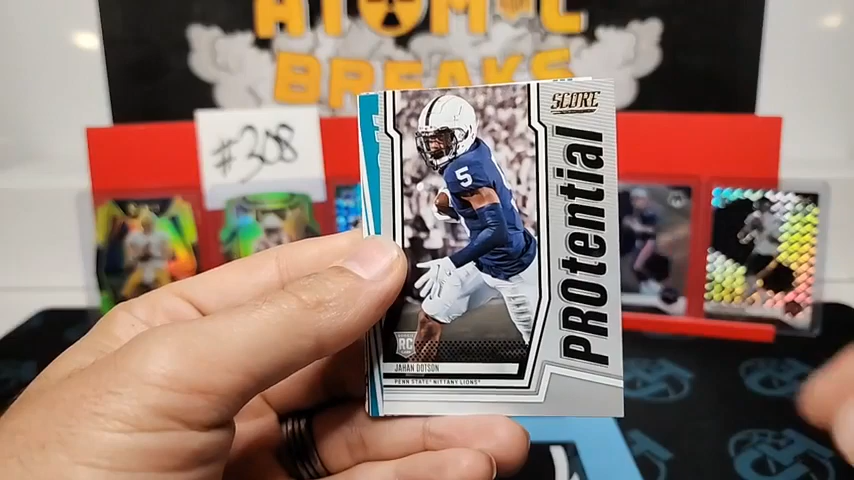 ATOMIC
BREAKS
#308
SCORE
PROtential
5
RC
JAHAN DOTSON
PENN STATE® NITTANY LIONS®